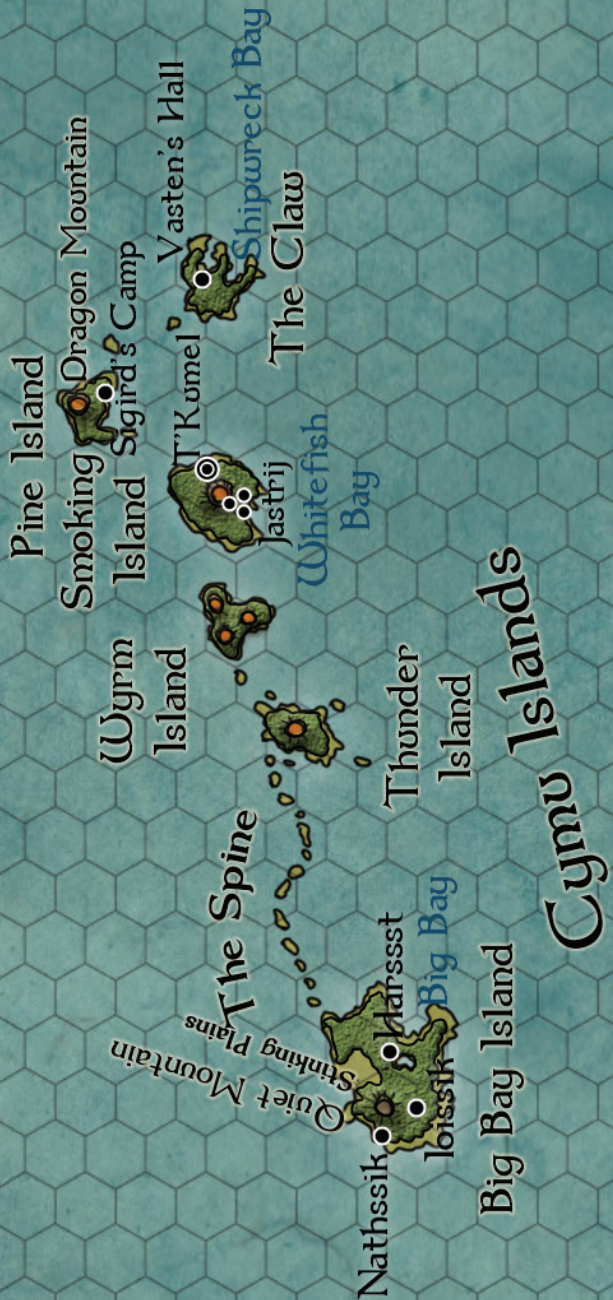 Pine Island
Dragon Mountain
Smoking
Island
Sigird's Camp
Vasten's Hall
Shipwreck Bay
The Claw
T'Kumel
Jastrij
Whitefish
Bay
Wyrm
Island
Thunder
Island
The Spine
Cymu Islands
Stinking Plains
Quiet Mountain
Harssst
Big Bay
Ioissik
Nathssik
Big Bay Island